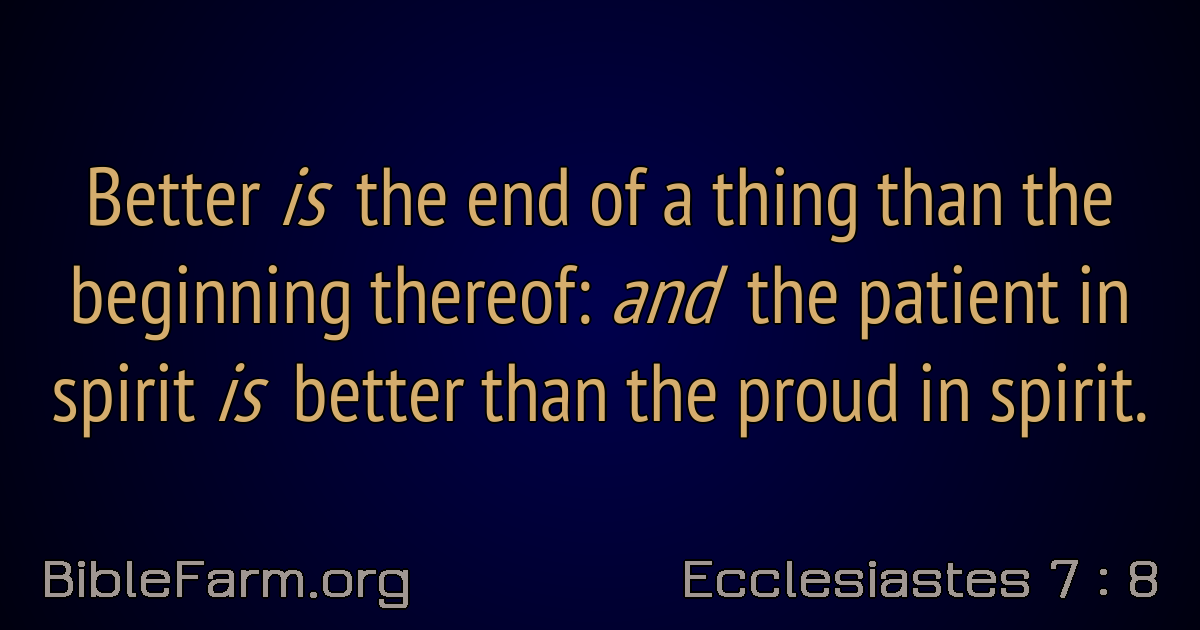 Better is the end of a thing than the
beginning thereof: and the patient in
spirit is better than the proud in spirit.
BibleFarm.org
Ecclesiastes 7 : 8